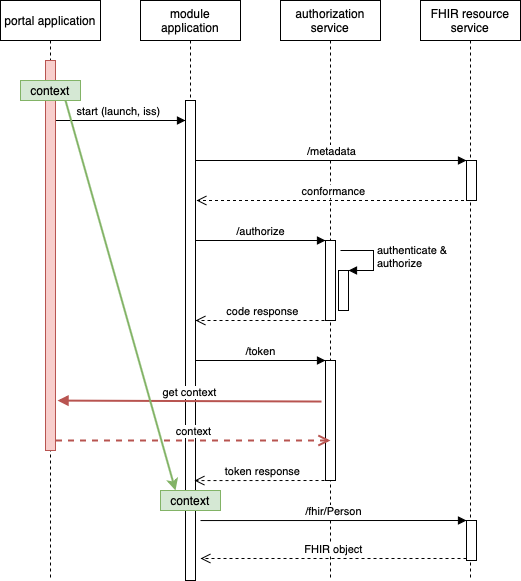 portal application
module
application
authorization
service
FHIR resource
service
context
start (launch, iss)
/metadata
conformance
/authorize
authenticate &
authorize
code response
/token
get context
context
token response
context
/fhir/Person
FHIR object